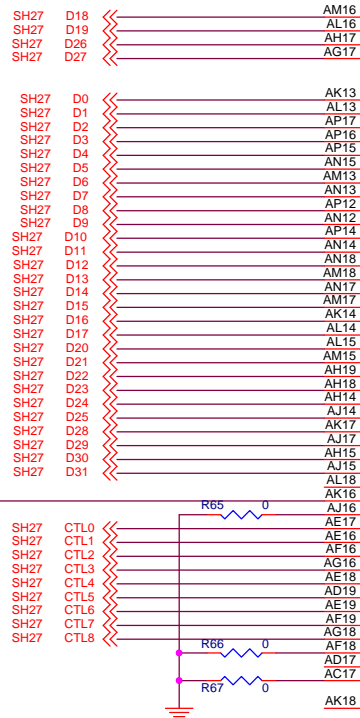 SH27 D18 AM16
SH27 D19 AL16
SH27 D26 AH17
SH27 D27 AG17
SH27 D0 AK13
SH27 D1 AL13
SH27 D2 AP17
SH27 D3 AP16
SH27 D4 AP15
SH27 D5 AN15
SH27 D6 AM13
SH27 D7 AN13
SH27 D8 AP12
SH27 D9 AN12
SH27 D10 AP14
SH27 D11 AN14
SH27 D12 AN18
SH27 D13 AM18
SH27 D14 AN17
SH27 D15 AM17
SH27 D16 AK14
SH27 D17 AL14
SH27 D20 AL15
SH27 D21 AM15
SH27 D22 AH19
SH27 D23 AH18
SH27 D24 AH14
SH27 D25 AJ14
SH27 D28 AK17
SH27 D29 AJ17
SH27 D30 AH15
SH27 D31 AJ15
AL18
AK16
R65 0 AJ16
SH27 CTL0 AE17
SH27 CTL1 AE16
SH27 CTL2 AF16
SH27 CTL3 AG16
SH27 CTL4 AE18
SH27 CTL5 AD19
SH27 CTL6 AE19
SH27 CTL7 AF19
SH27 CTL8 AG18
R66 0 AF18
AD17
R67 0 AC17
AK18